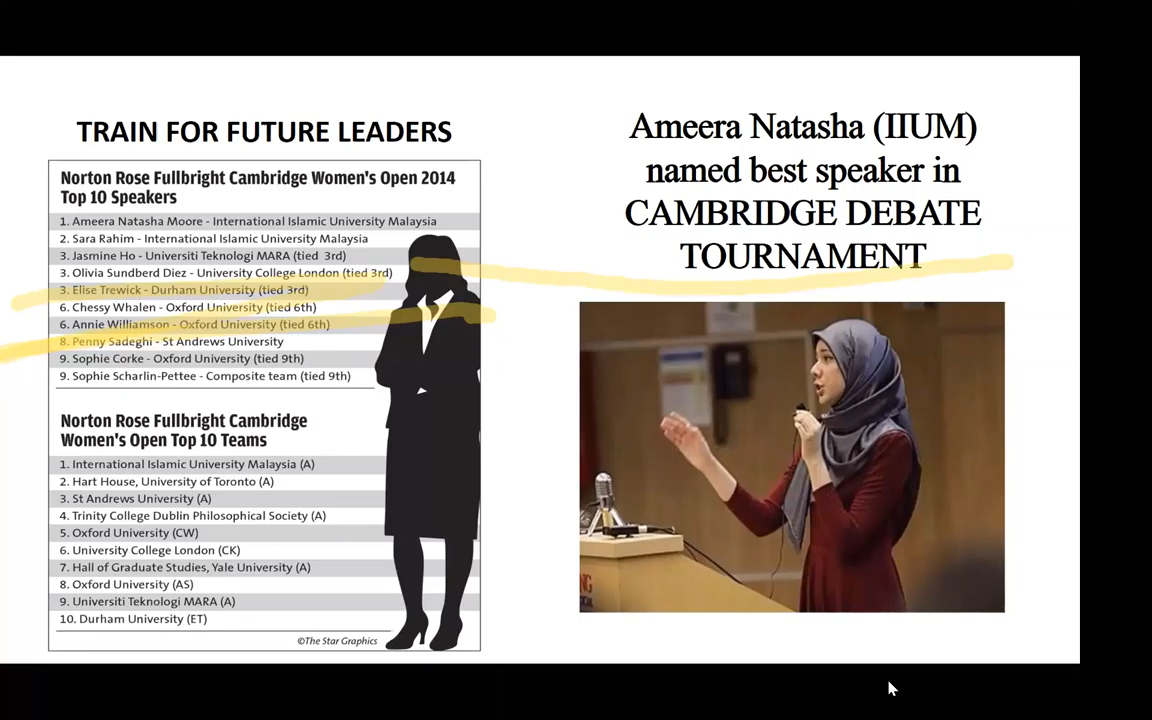 TRAIN FOR FUTURE LEADERS
Norton Rose Fullbright Cambridge Women's Open 2014
Top 10 Speakers
1. Ameera Natasha Moore - International Islamic University Malaysia
2. Sara Rahim - International Islamic University Malaysia
3. Jasmine Ho - Universiti Teknologi MARA (tied 3rd)
3. Olivia Sundberd Diez - University College London (tied 3rd)
3. Elise Trewick - Durham University (tied 3rd)
6. Chessy Whalen - Oxford University (tied 6th)
6. Annie Williamson - Oxford University (tied 6th)
8. Penny Sadeghi - St Andrews University
9. Sophie Corke - Oxford University (tied 9th)
9. Sophie Scharlin-Pettee - Composite team (tied 9th)
Norton Rose Fullbright Cambridge
Women's Open Top 10 Teams
1. International Islamic University Malaysia (A)
2. Hart House, University of Toronto (A)
3. St Andrews University (A)
4. Trinity College Dublin Philosophical Society (A)
5. Oxford University (CW)
6. University College London (CK)
7. Hall of Graduate Studies, Yale University (A)
8. Oxford University (AS)
9. Universiti Teknologi MARA (A)
10. Durham University (ET)
©The Star Graphics
Ameera Natasha (IIUM)
named best speaker in
CAMBRIDGE DEBATE
TOURNAMENT